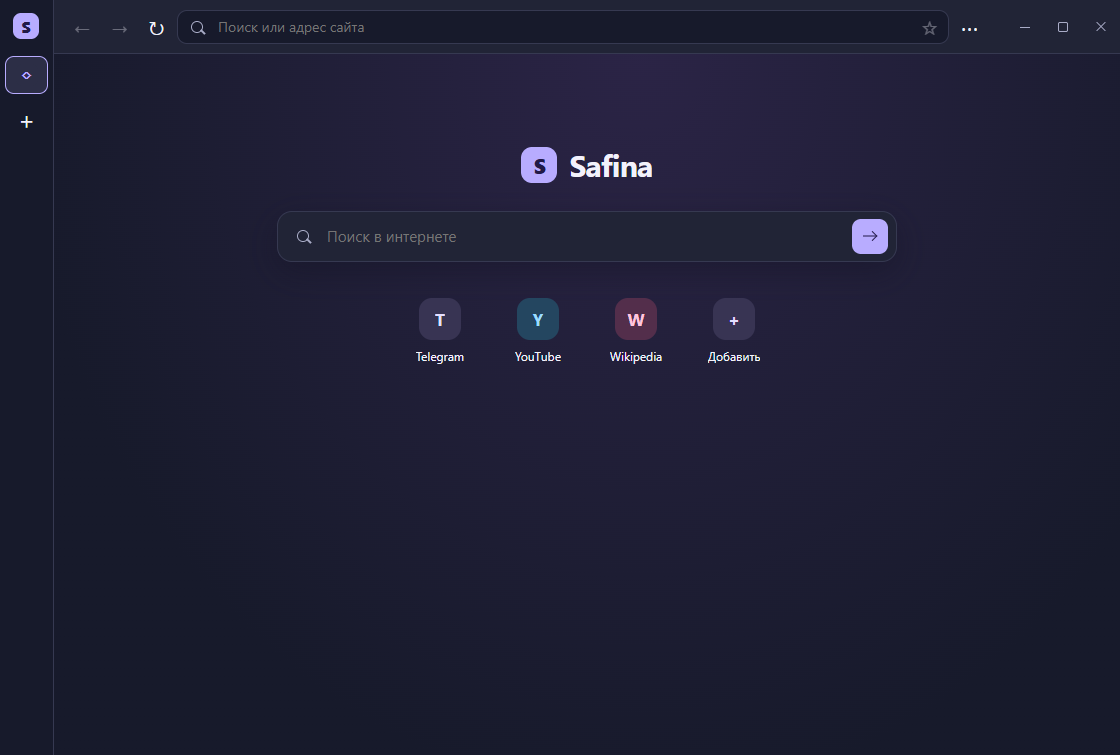 S
Поиск или адрес сайта
S Safina
Поиск в интернете
T Y W +
Telegram YouTube Wikipedia Добавить